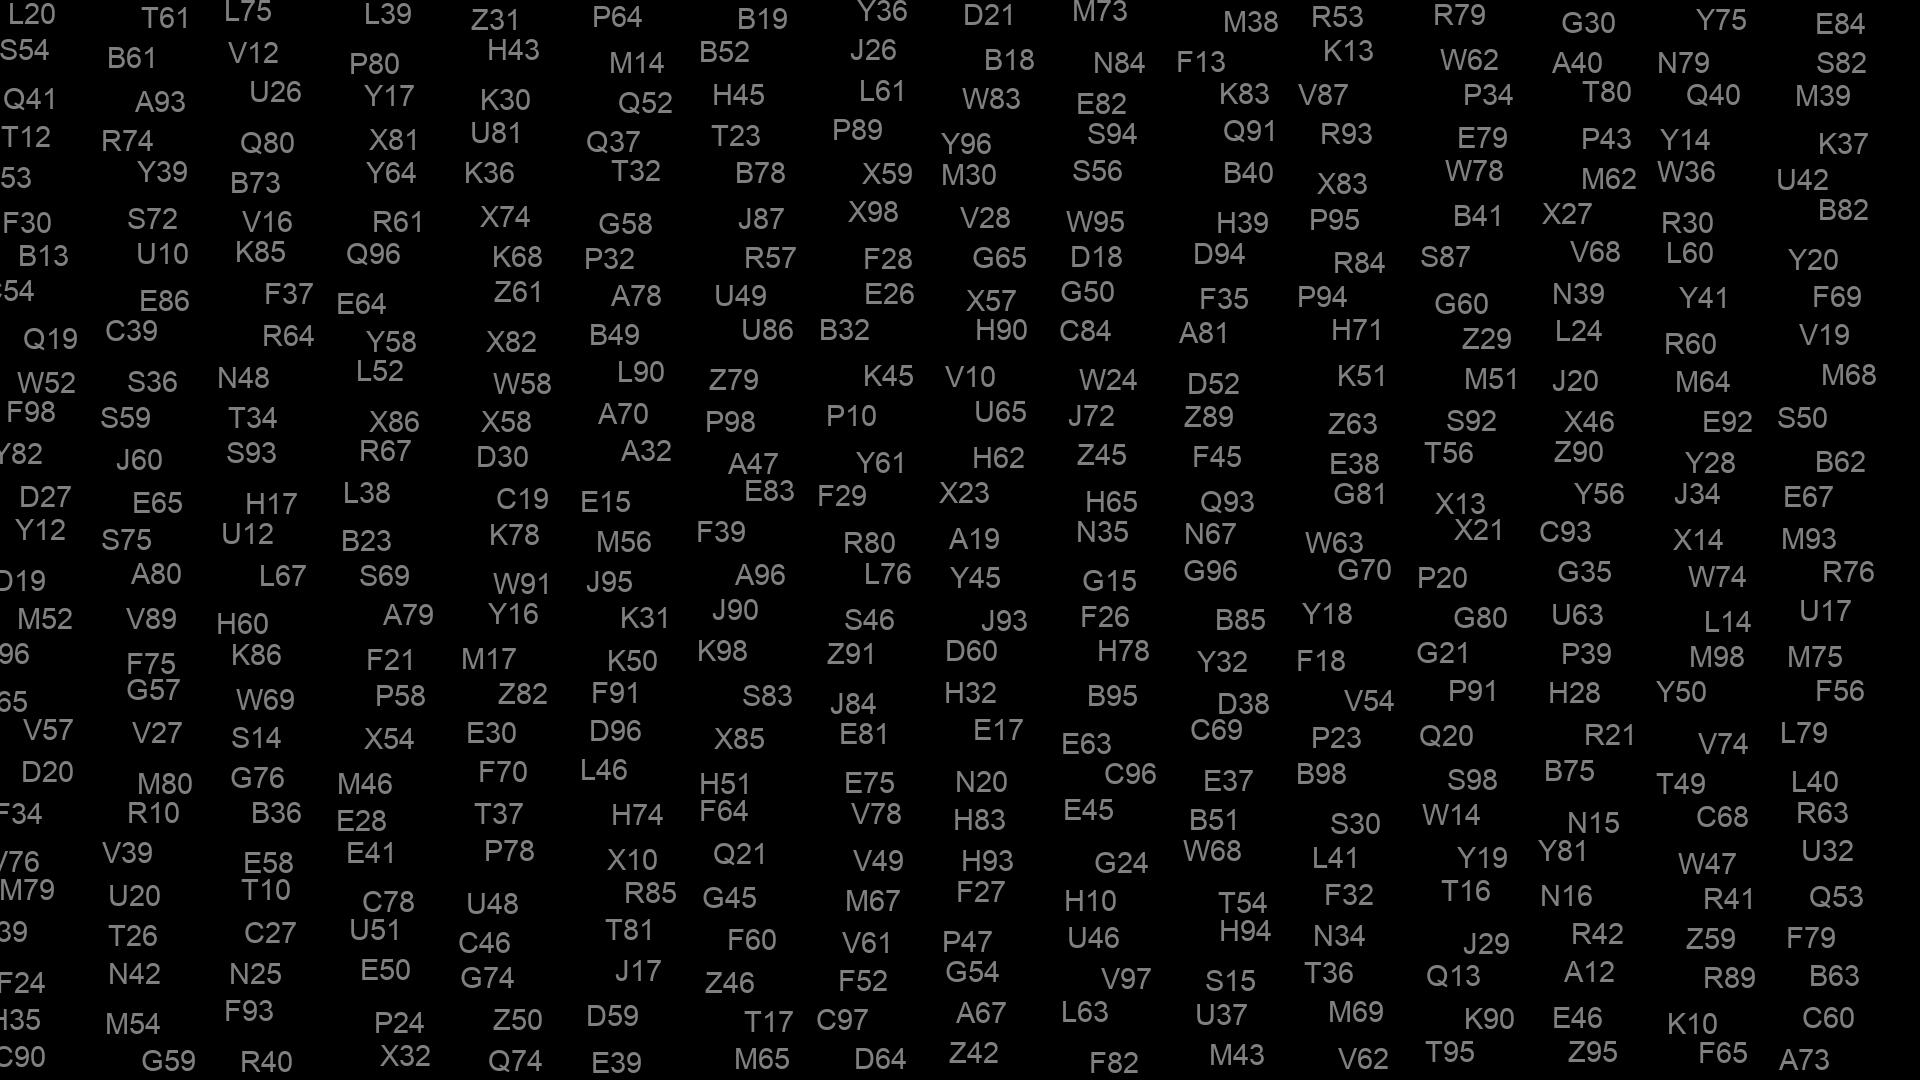 L20 T61 L75 L39 Z31 P64 B19 Y36 D21 M73 M38 R53 R79 G30 Y75 E84
S54 B61 V12 P80 H43 M14 B52 J26 B18 N84 F13 K13 W62 A40 N79 S82
Q41 A93 U26 Y17 K30 Q52 H45 L61 W83 E82 K83 V87 P34 T80 Q40 M39
T12 R74 Q80 X81 U81 Q37 T23 P89 Y96 S94 Q91 R93 E79 P43 Y14 K37
53 Y39 B73 Y64 K36 T32 B78 X59 M30 S56 B40 X83 W78 M62 W36 U42
F30 S72 V16 R61 X74 G58 J87 X98 V28 W95 H39 P95 B41 X27 R30 B82
B13 U10 K85 Q96 K68 P32 R57 F28 G65 D18 D94 R84 S87 V68 L60 Y20
54 E86 F37 E64 Z61 A78 U49 E26 X57 G50 F35 P94 G60 N39 Y41 F69
Q19 C39 R64 Y58 X82 B49 U86 B32 H90 C84 A81 H71 Z29 L24 R60 V19
W52 S36 N48 L52 W58 L90 Z79 K45 V10 W24 D52 K51 M51 J20 M64 M68
F98 S59 T34 X86 X58 A70 P98 P10 U65 J72 Z89 Z63 S92 X46 E92 S50
Y82 J60 S93 R67 D30 A32 A47 Y61 H62 Z45 F45 E38 T56 Z90 Y28 B62
D27 E65 H17 L38 C19 E15 E83 F29 X23 H65 Q93 G81 X13 Y56 J34 E67
Y12 S75 U12 B23 K78 M56 F39 R80 A19 N35 N67 W63 X21 C93 X14 M93
D19 A80 L67 S69 W91 J95 A96 L76 Y45 G15 G96 G70 P20 G35 W74 R76
M52 V89 H60 A79 Y16 K31 J90 S46 J93 F26 B85 Y18 G80 U63 L14 U17
96 F75 K86 F21 M17 K50 K98 Z91 D60 H78 Y32 F18 G21 P39 M98 M75
65 G57 W69 P58 Z82 F91 S83 J84 H32 B95 D38 V54 P91 H28 Y50 F56
V57 V27 S14 X54 E30 D96 X85 E81 E17 E63 C69 P23 Q20 R21 V74 L79
D20 M80 G76 M46 F70 L46 H51 E75 N20 C96 E37 B98 S98 B75 T49 L40
F34 R10 B36 E28 T37 H74 F64 V78 H83 E45 B51 S30 W14 N15 C68 R63
V76 V39 E58 E41 P78 X10 Q21 V49 H93 G24 W68 L41 Y19 Y81 W47 U32
M79 U20 T10 C78 U48 R85 G45 M67 F27 H10 T54 F32 T16 N16 R41 Q53
39 T26 C27 U51 C46 T81 F60 V61 P47 U46 H94 N34 J29 R42 Z59 F79
F24 N42 N25 E50 G74 J17 Z46 F52 G54 V97 S15 T36 Q13 A12 R89 B63
H35 M54 F93 P24 Z50 D59 T17 C97 A67 L63 U37 M69 K90 E46 K10 C60
C90 G59 R40 X32 Q74 E39 M65 D64 Z42 F82 M43 V62 T95 Z95 F65 A73